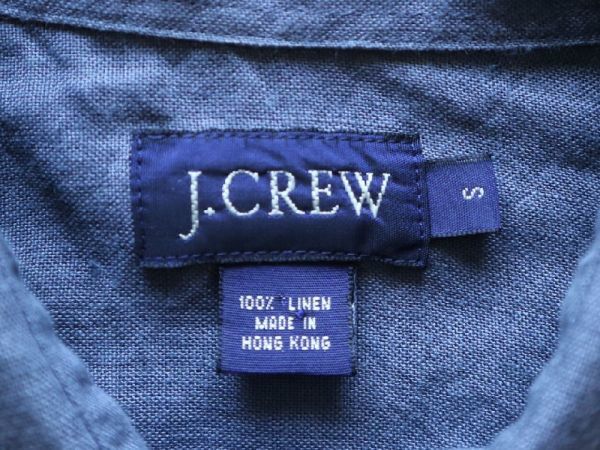 J.CREW
S
100% LINEN
MADE IN
HONG KONG